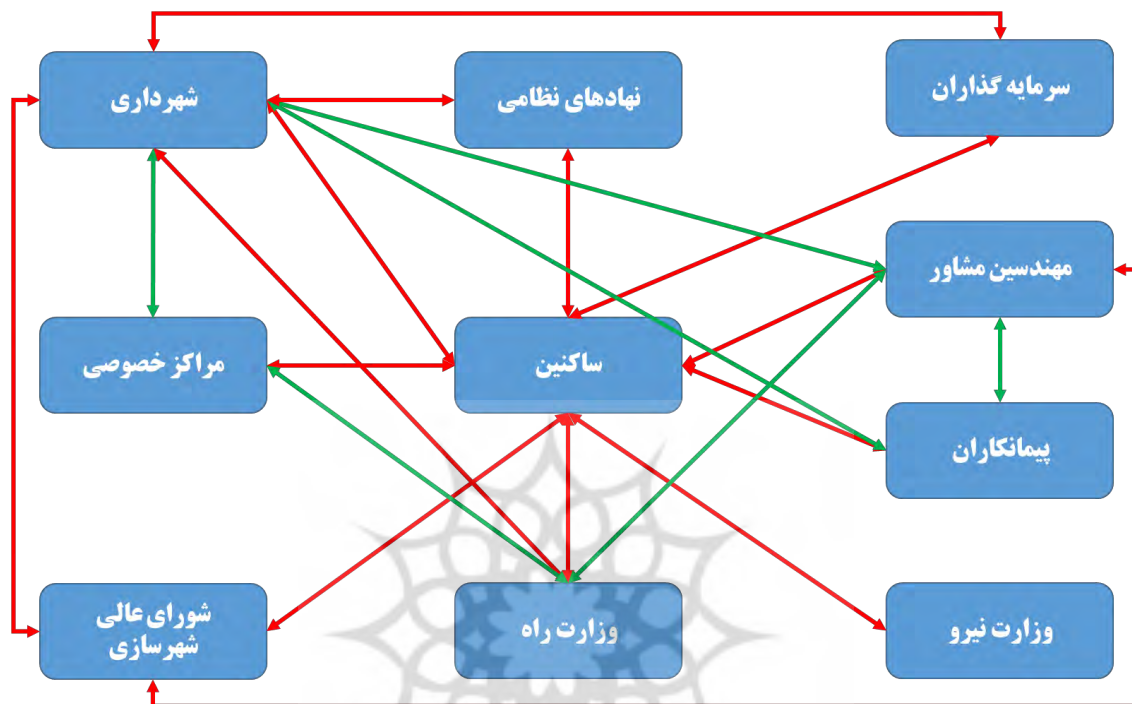 سرمایه گذاران
نهادهای نظامی
شهرداری
مهندسین مشاور
ساکنین
مراکز خصوصی
پیمانکاران
وزارت نیرو
وزارت راه
شورای عالی
شهرسازی